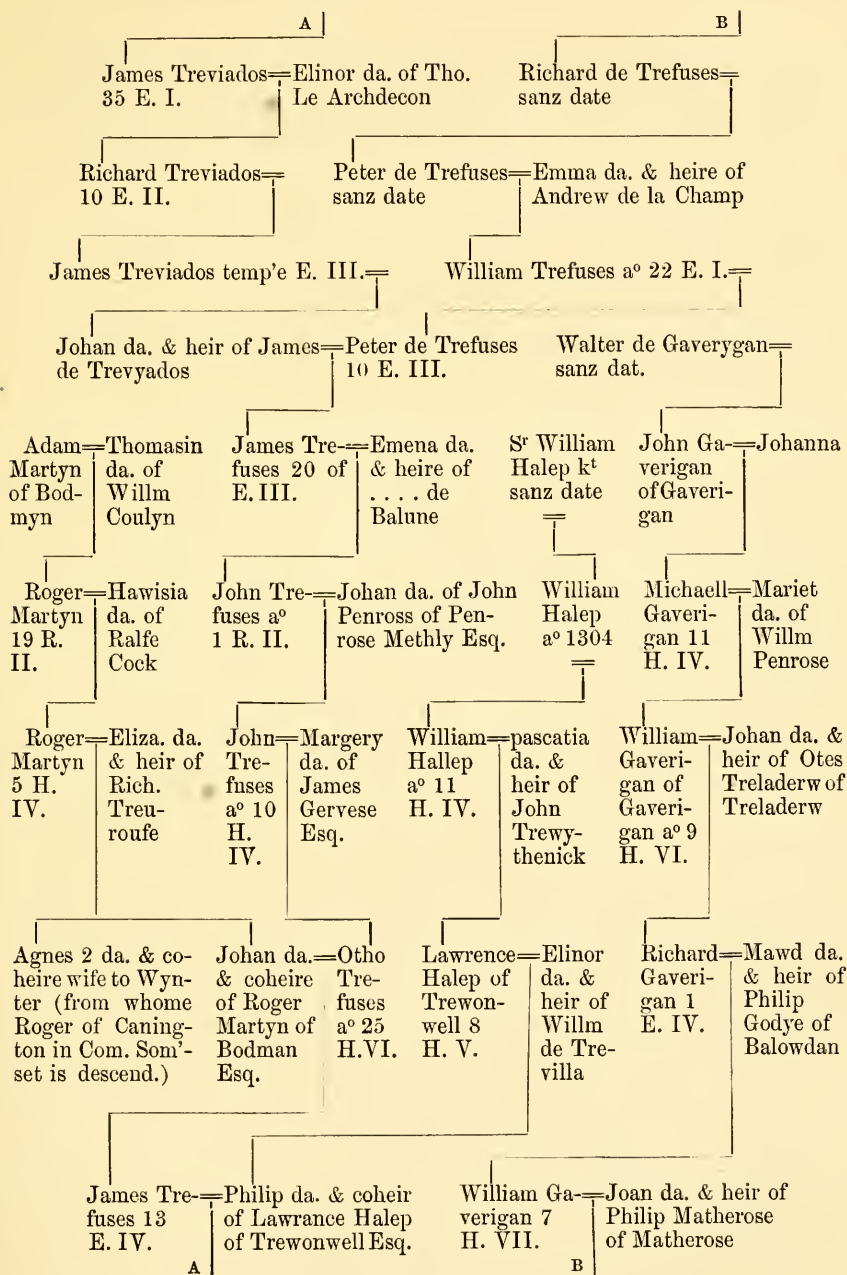 A B
James Treviados=Elinor da. of Tho.
35 E. I. Le Archdecon
Richard de Trefuses=
sanz date
Richard Treviados=
10 E. II.
Peter de Trefuses=Emma da. & heire of
sanz date Andrew de la Champ
James Treviados temp'e E. III.=
William Trefuses aº 22 E. I.=
Johan da. & heir of James=Peter de Trefuses
de Trevyados 10 E. III.
Walter de Gaverygan=
sanz dat.
Adam=Thomasin
Martyn da. of
of Bod- Willm
myn Coulyn
James Tre-=Emena da.
fuses 20 of & heire of
E. III. . . . . de
Balune
Sʳ William
Halep kᵗ
sanz date
=
John Ga-=Johanna
verigan
of Gaveri-
gan
Roger=Hawisia
Martyn da. of
19 R. Ralfe
II. Cock
John Tre-=Johan da. of John
fuses aº Penross of Pen-
1 R. II. rose Methly Esq.
William
Halep
aº 1304
=
Michaell=Mariet
Gaveri- da. of
gan 11 Willm
H. IV. Penrose
Roger=Eliza. da.
Martyn & heir of
5 H. Rich.
IV. Treu-
roufe
John=Margery
Tre- da. of
fuses James
aº 10 Gervese
H. Esq.
IV.
William=pascatia
Hallep da. &
aº 11 heir of
H. IV. John
Trewy-
thenick
William=Johan da. &
Gaveri- heir of Otes
gan of Treladerw of
Gaveri- Treladerw
gan aº 9
H. VI.
Agnes 2 da. & co-
heire wife to Wyn-
ter (from whome
Roger of Caning-
ton in Com. Som'-
set is descend.)
Johan da.=Otho
& coheire Tre-
of Roger fuses
Martyn of aº 25
Bodman H.VI.
Esq.
Lawrence=Elinor
Halep of da. &
Trewon- heir of
well 8 Willm
H. V. de Tre-
villa
Richard=Mawd da.
Gaveri- & heir of
gan 1 Philip
E. IV. Godye of
Balowdan
James Tre-=Philip da. & coheir
fuses 13 of Lawrance Halep
E. IV. of Trewonwell Esq.
A
William Ga-=Joan da. & heir of
verigan 7 Philip Matherose
H. VII. of Matherose
B